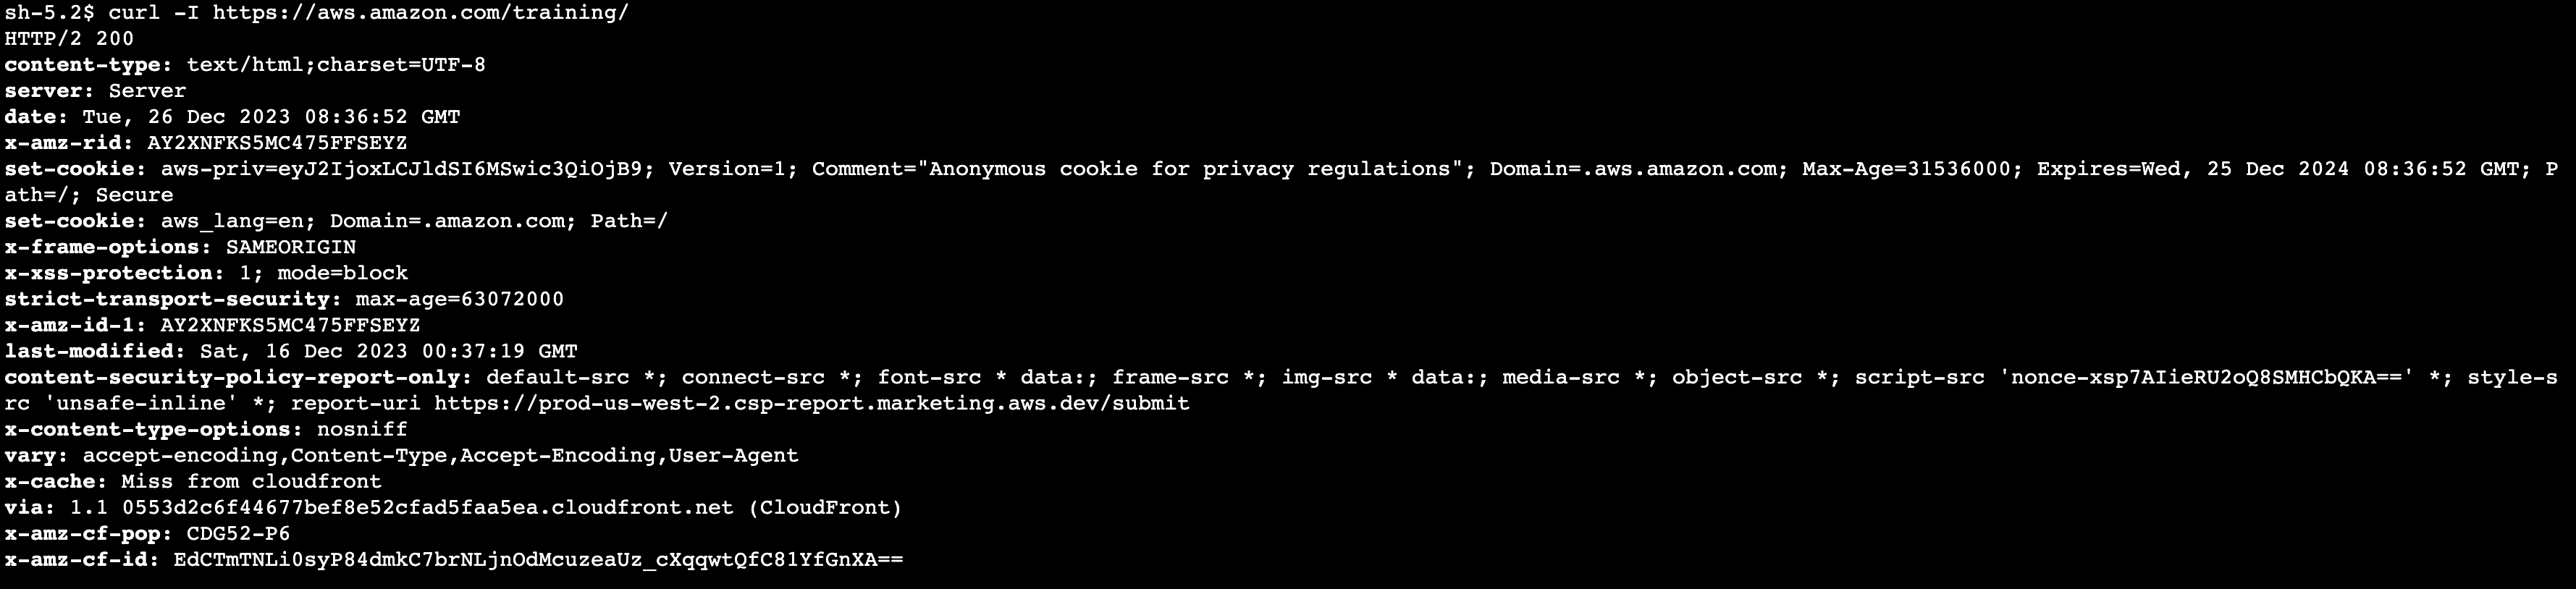 sh-5.2$ curl -I https://aws.amazon.com/training/
HTTP/2 200
content-type: text/html;charset=UTF-8
server: Server
date: Tue, 26 Dec 2023 08:36:52 GMT
x-amz-rid: AY2XNFKS5MC475FFSEYZ
set-cookie: aws-priv=eyJ2IjoxLCJldSI6MSwic3QiOjB9; Version=1; Comment="Anonymous cookie for privacy regulations"; Domain=.aws.amazon.com; Max-Age=31536000; Expires=Wed, 25 Dec 2024 08:36:52 GMT; P
ath=/; Secure
set-cookie: aws_lang=en; Domain=.amazon.com; Path=/
x-frame-options: SAMEORIGIN
x-xss-protection: 1; mode=block
strict-transport-security: max-age=63072000
x-amz-id-1: AY2XNFKS5MC475FFSEYZ
last-modified: Sat, 16 Dec 2023 00:37:19 GMT
content-security-policy-report-only: default-src *; connect-src *; font-src * data:; frame-src *; img-src * data:; media-src *; object-src *; script-src 'nonce-xsp7AIieRU2oQ8SMHCbQKA==' *; style-s
rc 'unsafe-inline' *; report-uri https://prod-us-west-2.csp-report.marketing.aws.dev/submit
x-content-type-options: nosniff
vary: accept-encoding,Content-Type,Accept-Encoding,User-Agent
x-cache: Miss from cloudfront
via: 1.1 0553d2c6f44677bef8e52cfad5faa5ea.cloudfront.net (CloudFront)
x-amz-cf-pop: CDG52-P6
x-amz-cf-id: EdCTmTNLi0syP84dmkC7brNLjnOdMcuzeaUz_cXqqwtQfC81YfGnXA==